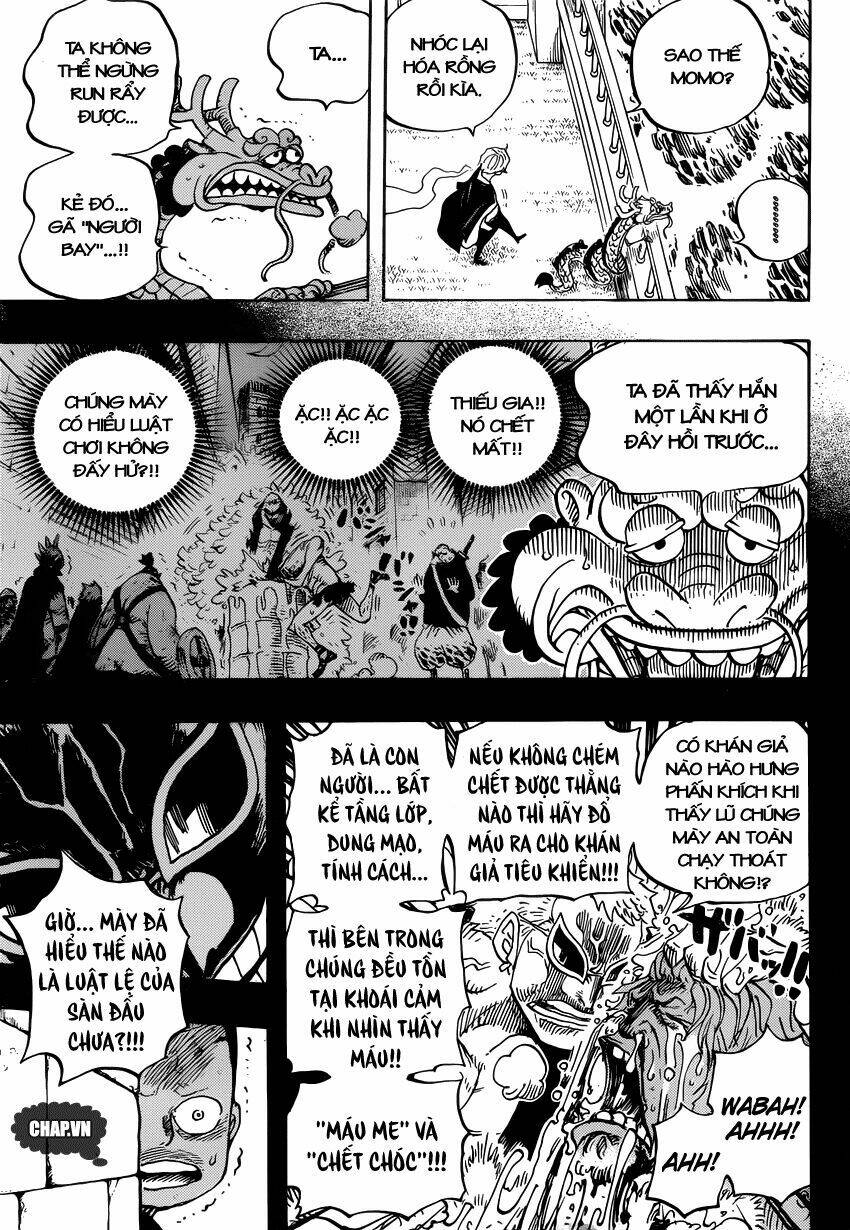 SAO THẾ
MOMO?
NHÓC LẠI
HÓA RỒNG
RỒI KÌA.
TA...
TA KHÔNG
THỂ NGỪNG
RUN RẨY
ĐƯỢC...
KẺ ĐÓ...
GÃ "NGƯỜI
BAY"...!!
TA ĐÃ THẤY HẮN
MỘT LẦN KHI Ở
ĐÂY HỒI TRƯỚC...
THIẾU GIA!!
NÓ CHẾT
MẤT!!
ẶC!! ẶC ẶC
ẶC!!
CHÚNG MÀY
CÓ HIỂU LUẬT
CHƠI KHÔNG
ĐẤY HỬ?!!
CÓ KHÁN GIẢ
NÀO HÀO HƯNG
PHẤN KHÍCH KHI
THẤY LŨ CHÚNG
MÀY AN TOÀN
CHẠY THOÁT
KHÔNG!?
NẾU KHÔNG CHÉM
CHẾT ĐƯỢC THẰNG
NÀO THÌ HÃY ĐỔ
MÁU RA CHO KHÁN
GIẢ TIÊU KHIỂN!!!
ĐÃ LÀ CON
NGƯỜI... BẤT
KỂ TẦNG LỚP,
DUNG MẠO,
TÍNH CÁCH...
THÌ BÊN TRONG
CHÚNG ĐỀU TỒN
TẠI KHOÁI CẢM
KHI NHÌN THẤY
MÁU!!
"MÁU ME" VÀ
"CHẾT CHÓC"!!!
WABAH!
AHHH!
AHH!
GIỜ... MÀY ĐÃ
HIỂU THẾ NÀO
LÀ LUẬT LỆ CỦA
SÀN ĐẤU
CHƯA?!!!
CHAP.VN